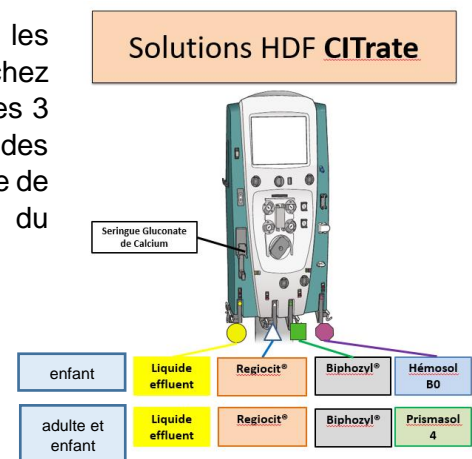 les
chez
es 3
des
e de
du
Solutions HDF CITrate
Seringue Gluconate
de Calcium
enfant
Liquide
effluent
Regiocit®
Biphozyl®
Hémosol
B0
adulte et
enfant
Liquide
effluent
Regiocit®
Biphozyl®
Prismasol
4